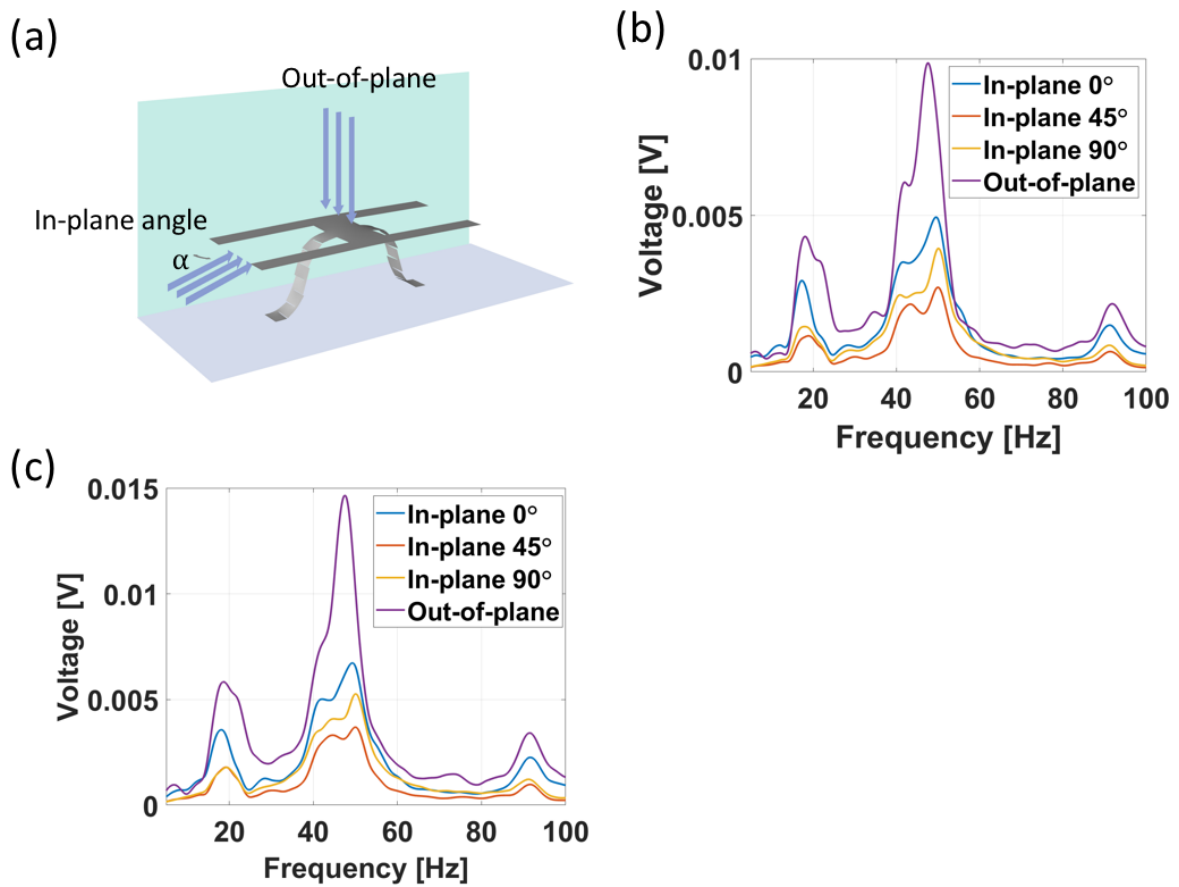 (a)
Out-of-plane
In-plane angle
α
(b)
0.01
0.005
0
Voltage [V]
In-plane 0°
In-plane 45°
In-plane 90°
Out-of-plane
20 40 60 80 100
Frequency [Hz]
(c)
0.015
0.01
0.005
0
Voltage [V]
In-plane 0°
In-plane 45°
In-plane 90°
Out-of-plane
20 40 60 80 100
Frequency [Hz]